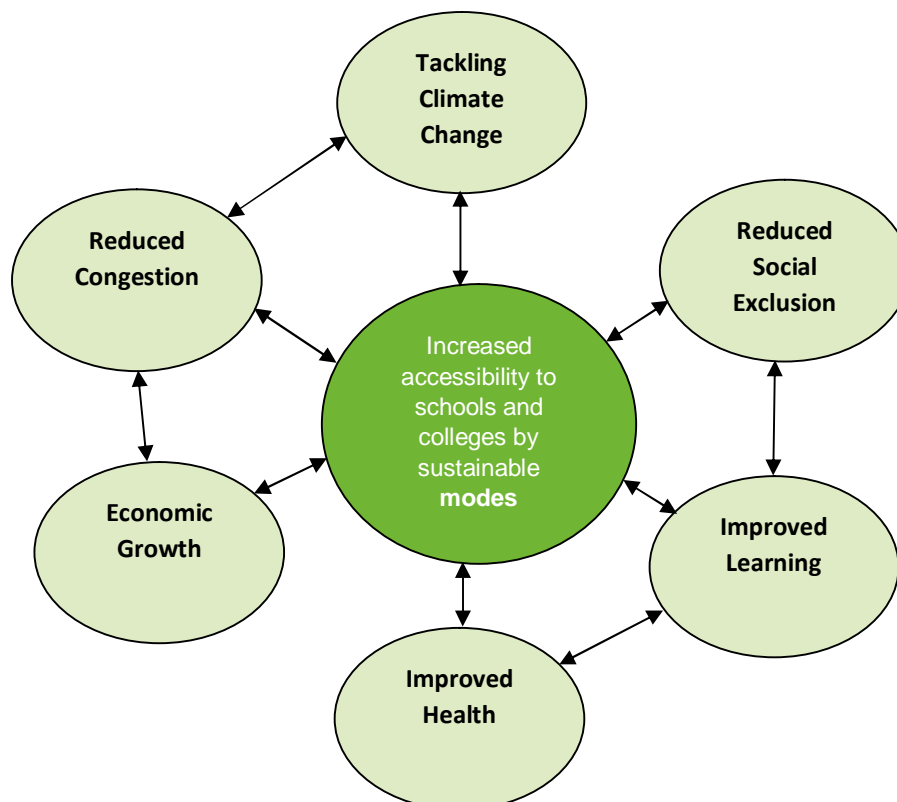 Tackling
Climate
Change
Reduced
Congestion
Reduced
Social
Exclusion
Increased
accessibility to
schools and
colleges by
sustainable
modes
Economic
Growth
Improved
Learning
Improved
Health